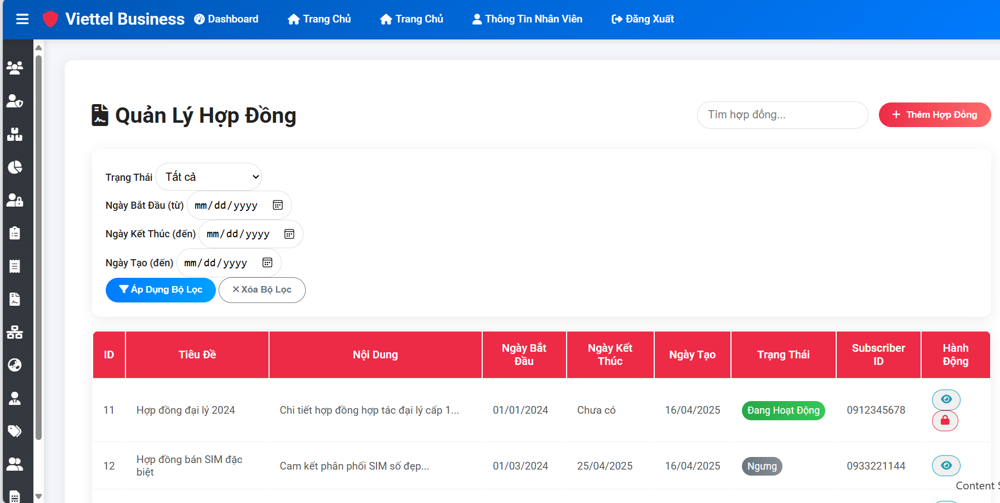 Viettel Business Dashboard Trang Chủ Trang Chủ Thông Tin Nhân Viên Đăng Xuất
Quản Lý Hợp Đồng
Tìm hợp đồng...
Thêm Hợp Đồng
Trạng Thái Tất cả
Ngày Bắt Đầu (từ) mm/dd/yyyy
Ngày Kết Thúc (đến) mm/dd/yyyy
Ngày Tạo (đến) mm/dd/yyyy
Áp Dụng Bộ Lọc Xóa Bộ Lọc
ID
Tiêu Đề
Nội Dung
Ngày Bắt
Đầu
Ngày Kết
Thúc
Ngày Tạo
Trạng Thái
Subscriber
ID
Hành
Động
11
Hợp đồng đại lý 2024
Chi tiết hợp đồng hợp tác đại lý cấp 1...
01/01/2024
Chưa có
16/04/2025
Đang Hoạt Động
0912345678
12
Hợp đồng bán SIM đặc
biệt
Cam kết phân phối SIM số đẹp...
01/03/2024
25/04/2025
16/04/2025
Ngưng
0933221144
Content